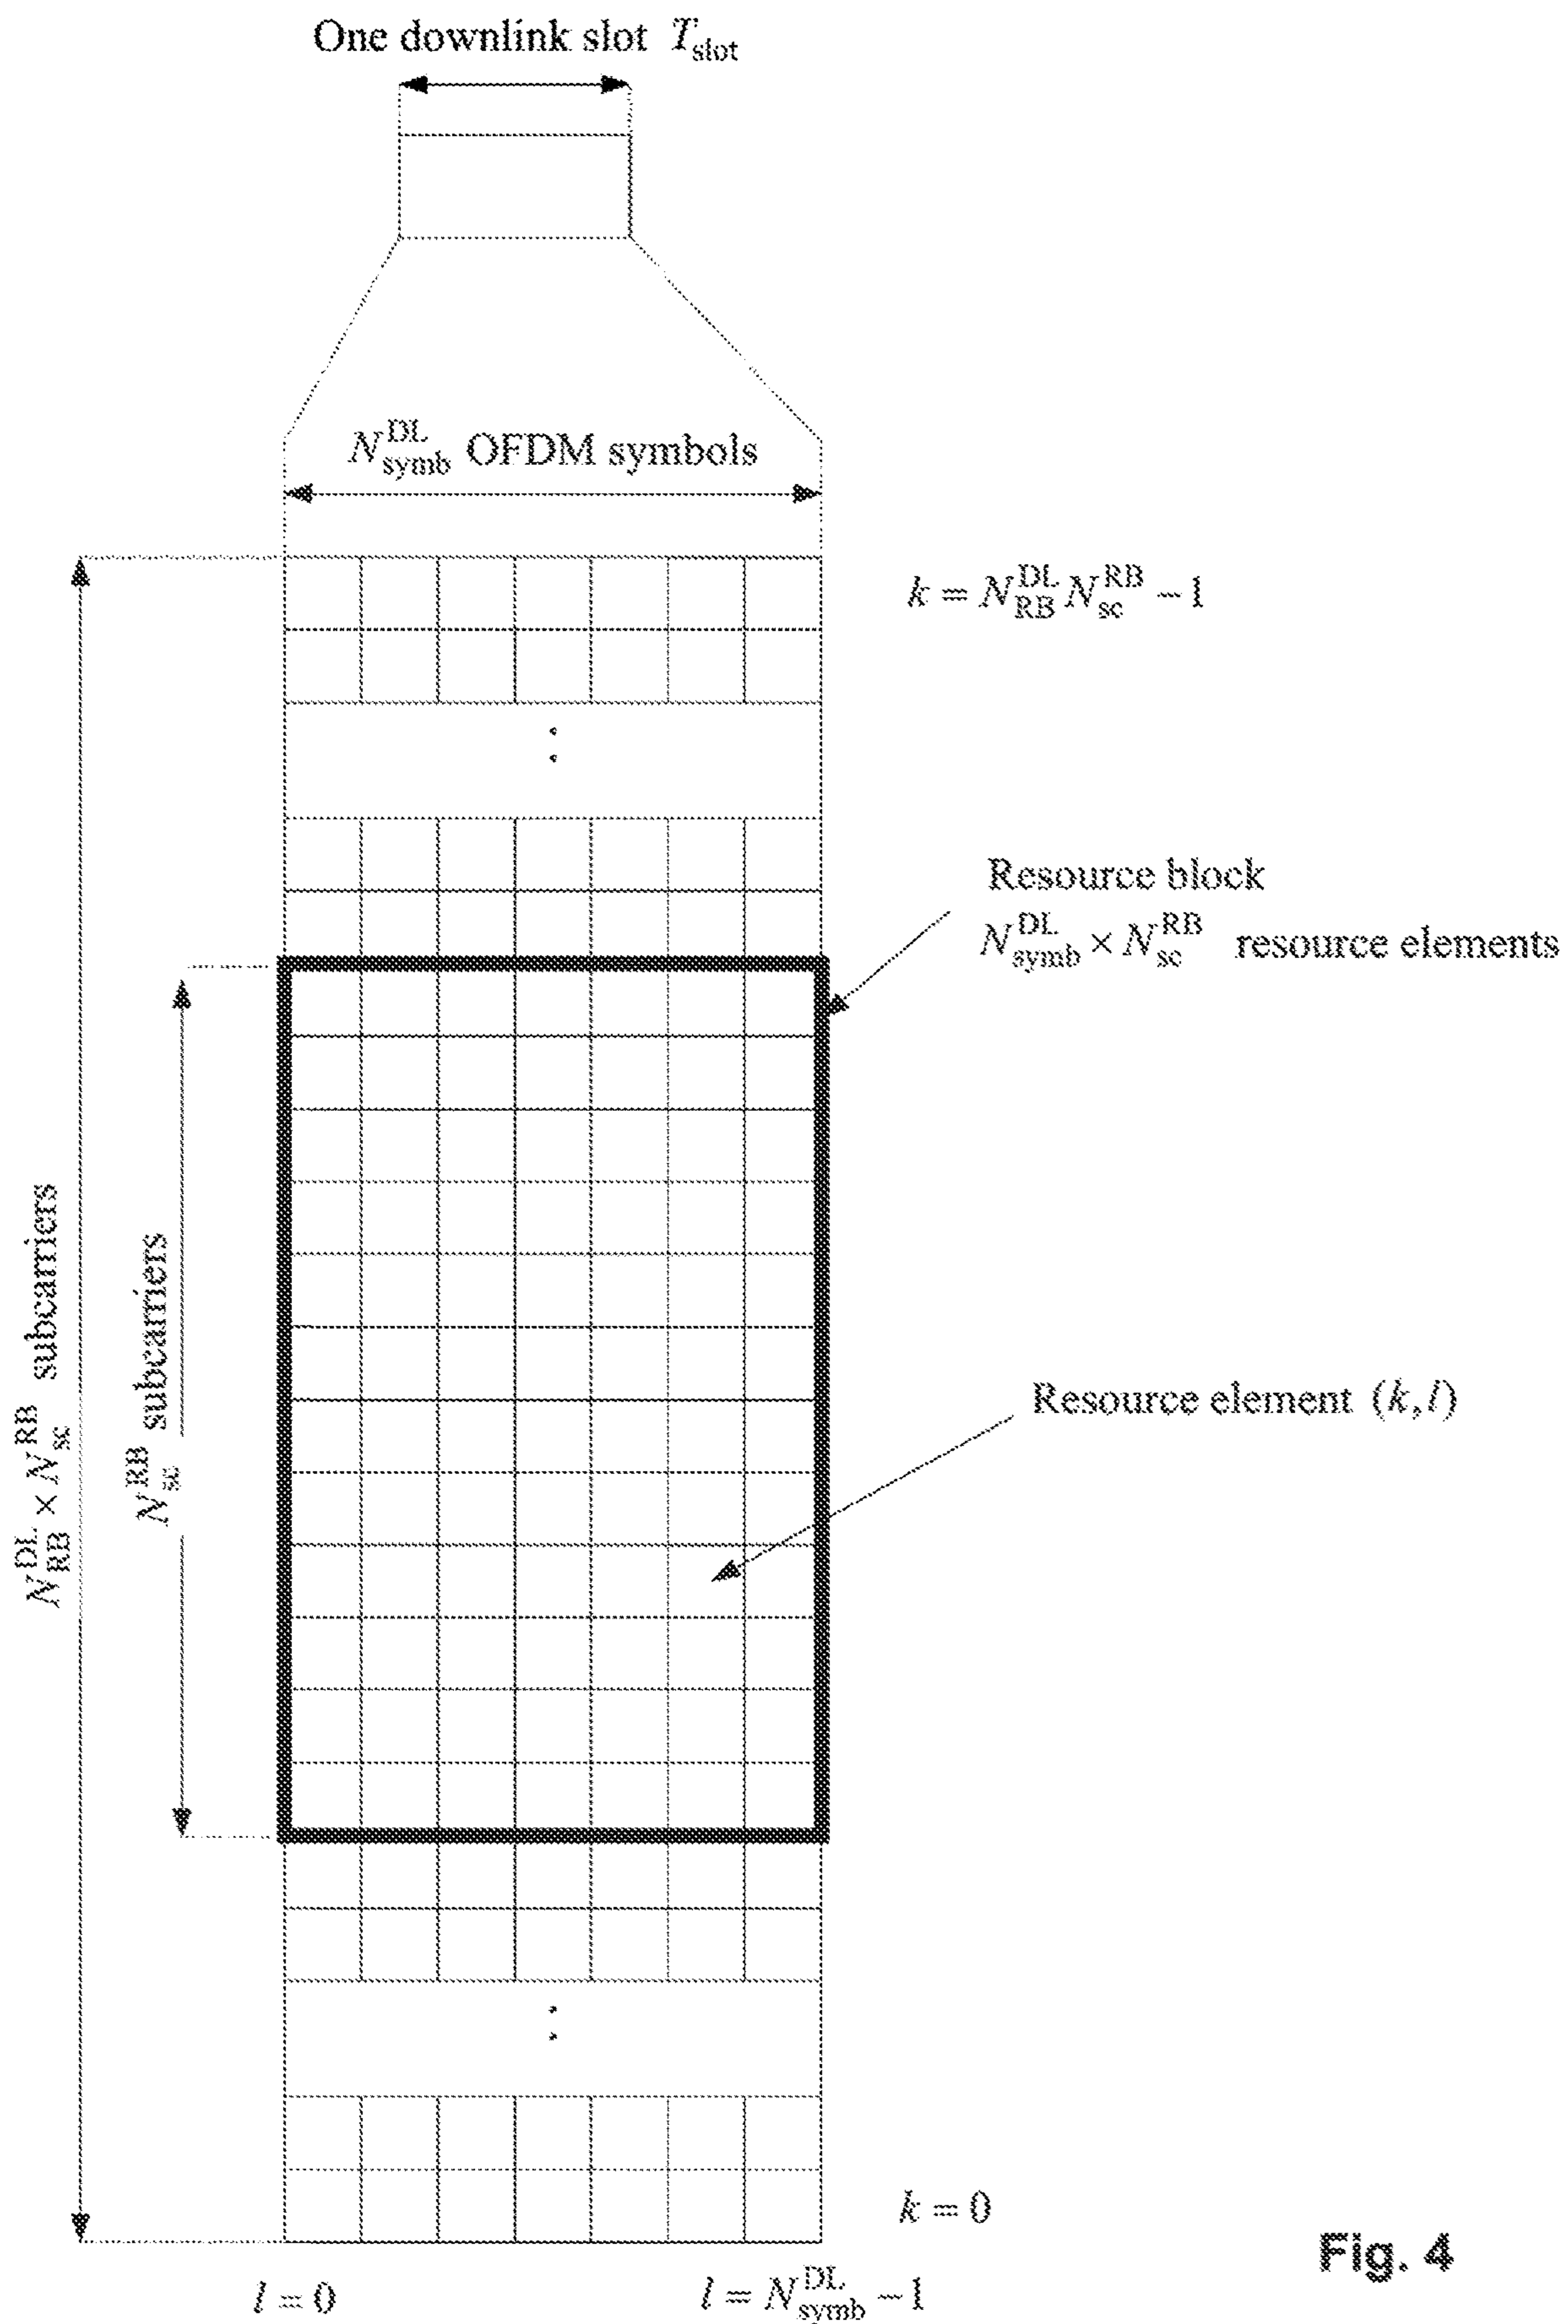 One downlink slot T_slot
N_symb^DL OFDM symbols
k = N_RB^DL N_sc^RB − 1
Resource block
N_symb^DL × N_sc^RB resource elements
N_RB^DL × N_sc^RB subcarriers
N_sc^RB subcarriers
Resource element (k,l)
k = 0
Fig. 4
l = 0
l = N_symb^DL − 1